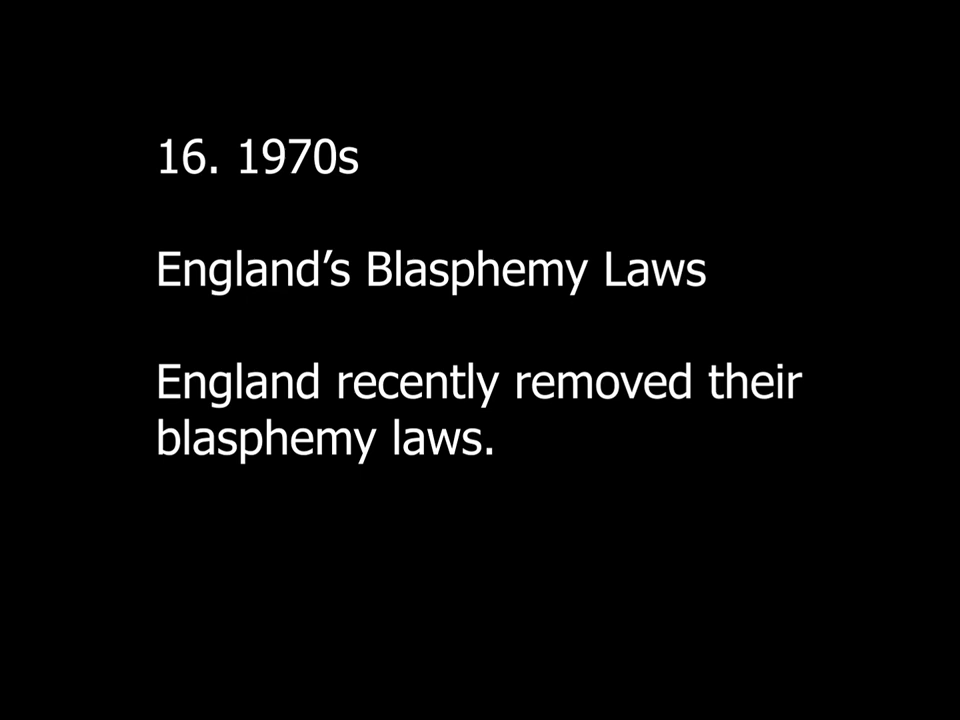 16. 1970s
England’s Blasphemy Laws
England recently removed their
blasphemy laws.